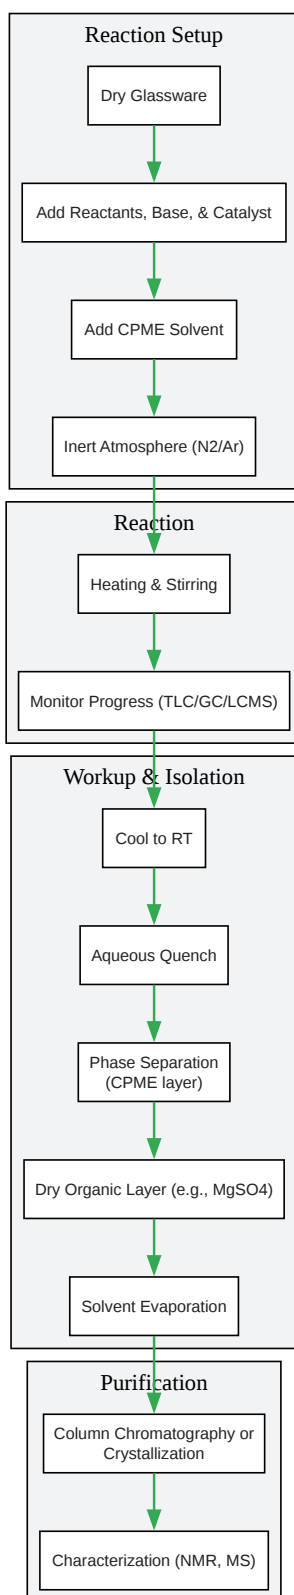 Reaction Setup
Dry Glassware
Add Reactants, Base, & Catalyst
Add CPME Solvent
Inert Atmosphere (N2/Ar)
Reaction
Heating & Stirring
Monitor Progress (TLC/GC/LCMS)
Workup & Isolation
Cool to RT
Aqueous Quench
Phase Separation
(CPME layer)
Dry Organic Layer (e.g., MgSO4)
Solvent Evaporation
Purification
Column Chromatography or
Crystallization
Characterization (NMR, MS)